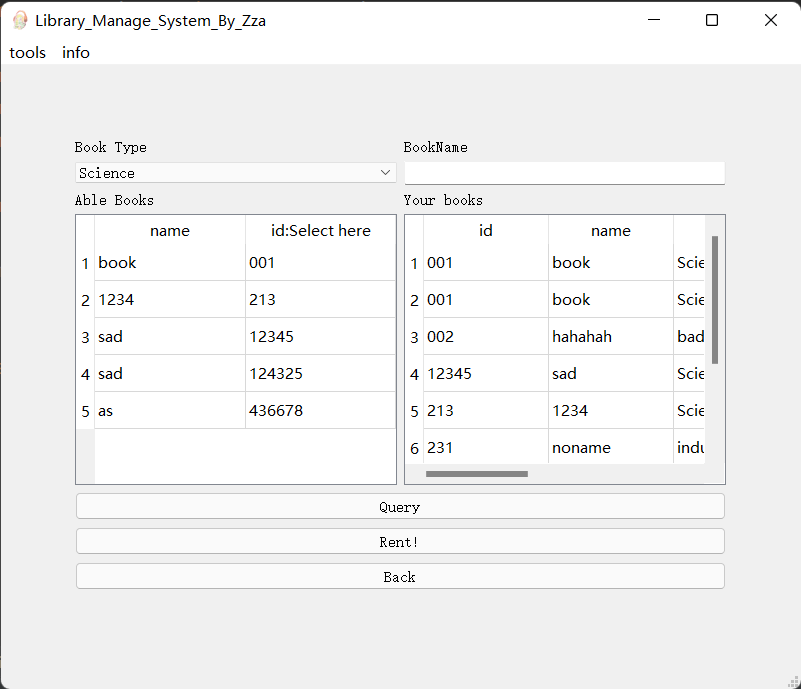 Library_Manage_System_By_Zza
tools info
Book Type BookName
Science
Able Books Your books
name id:Select here id name
1 book 001 1 001 book Scie
2 1234 213 2 001 book Scie
3 sad 12345 3 002 hahahah bad
4 sad 124325 4 12345 sad Scie
5 as 436678 5 213 1234 Scie
6 231 noname indu
Query
Rent!
Back